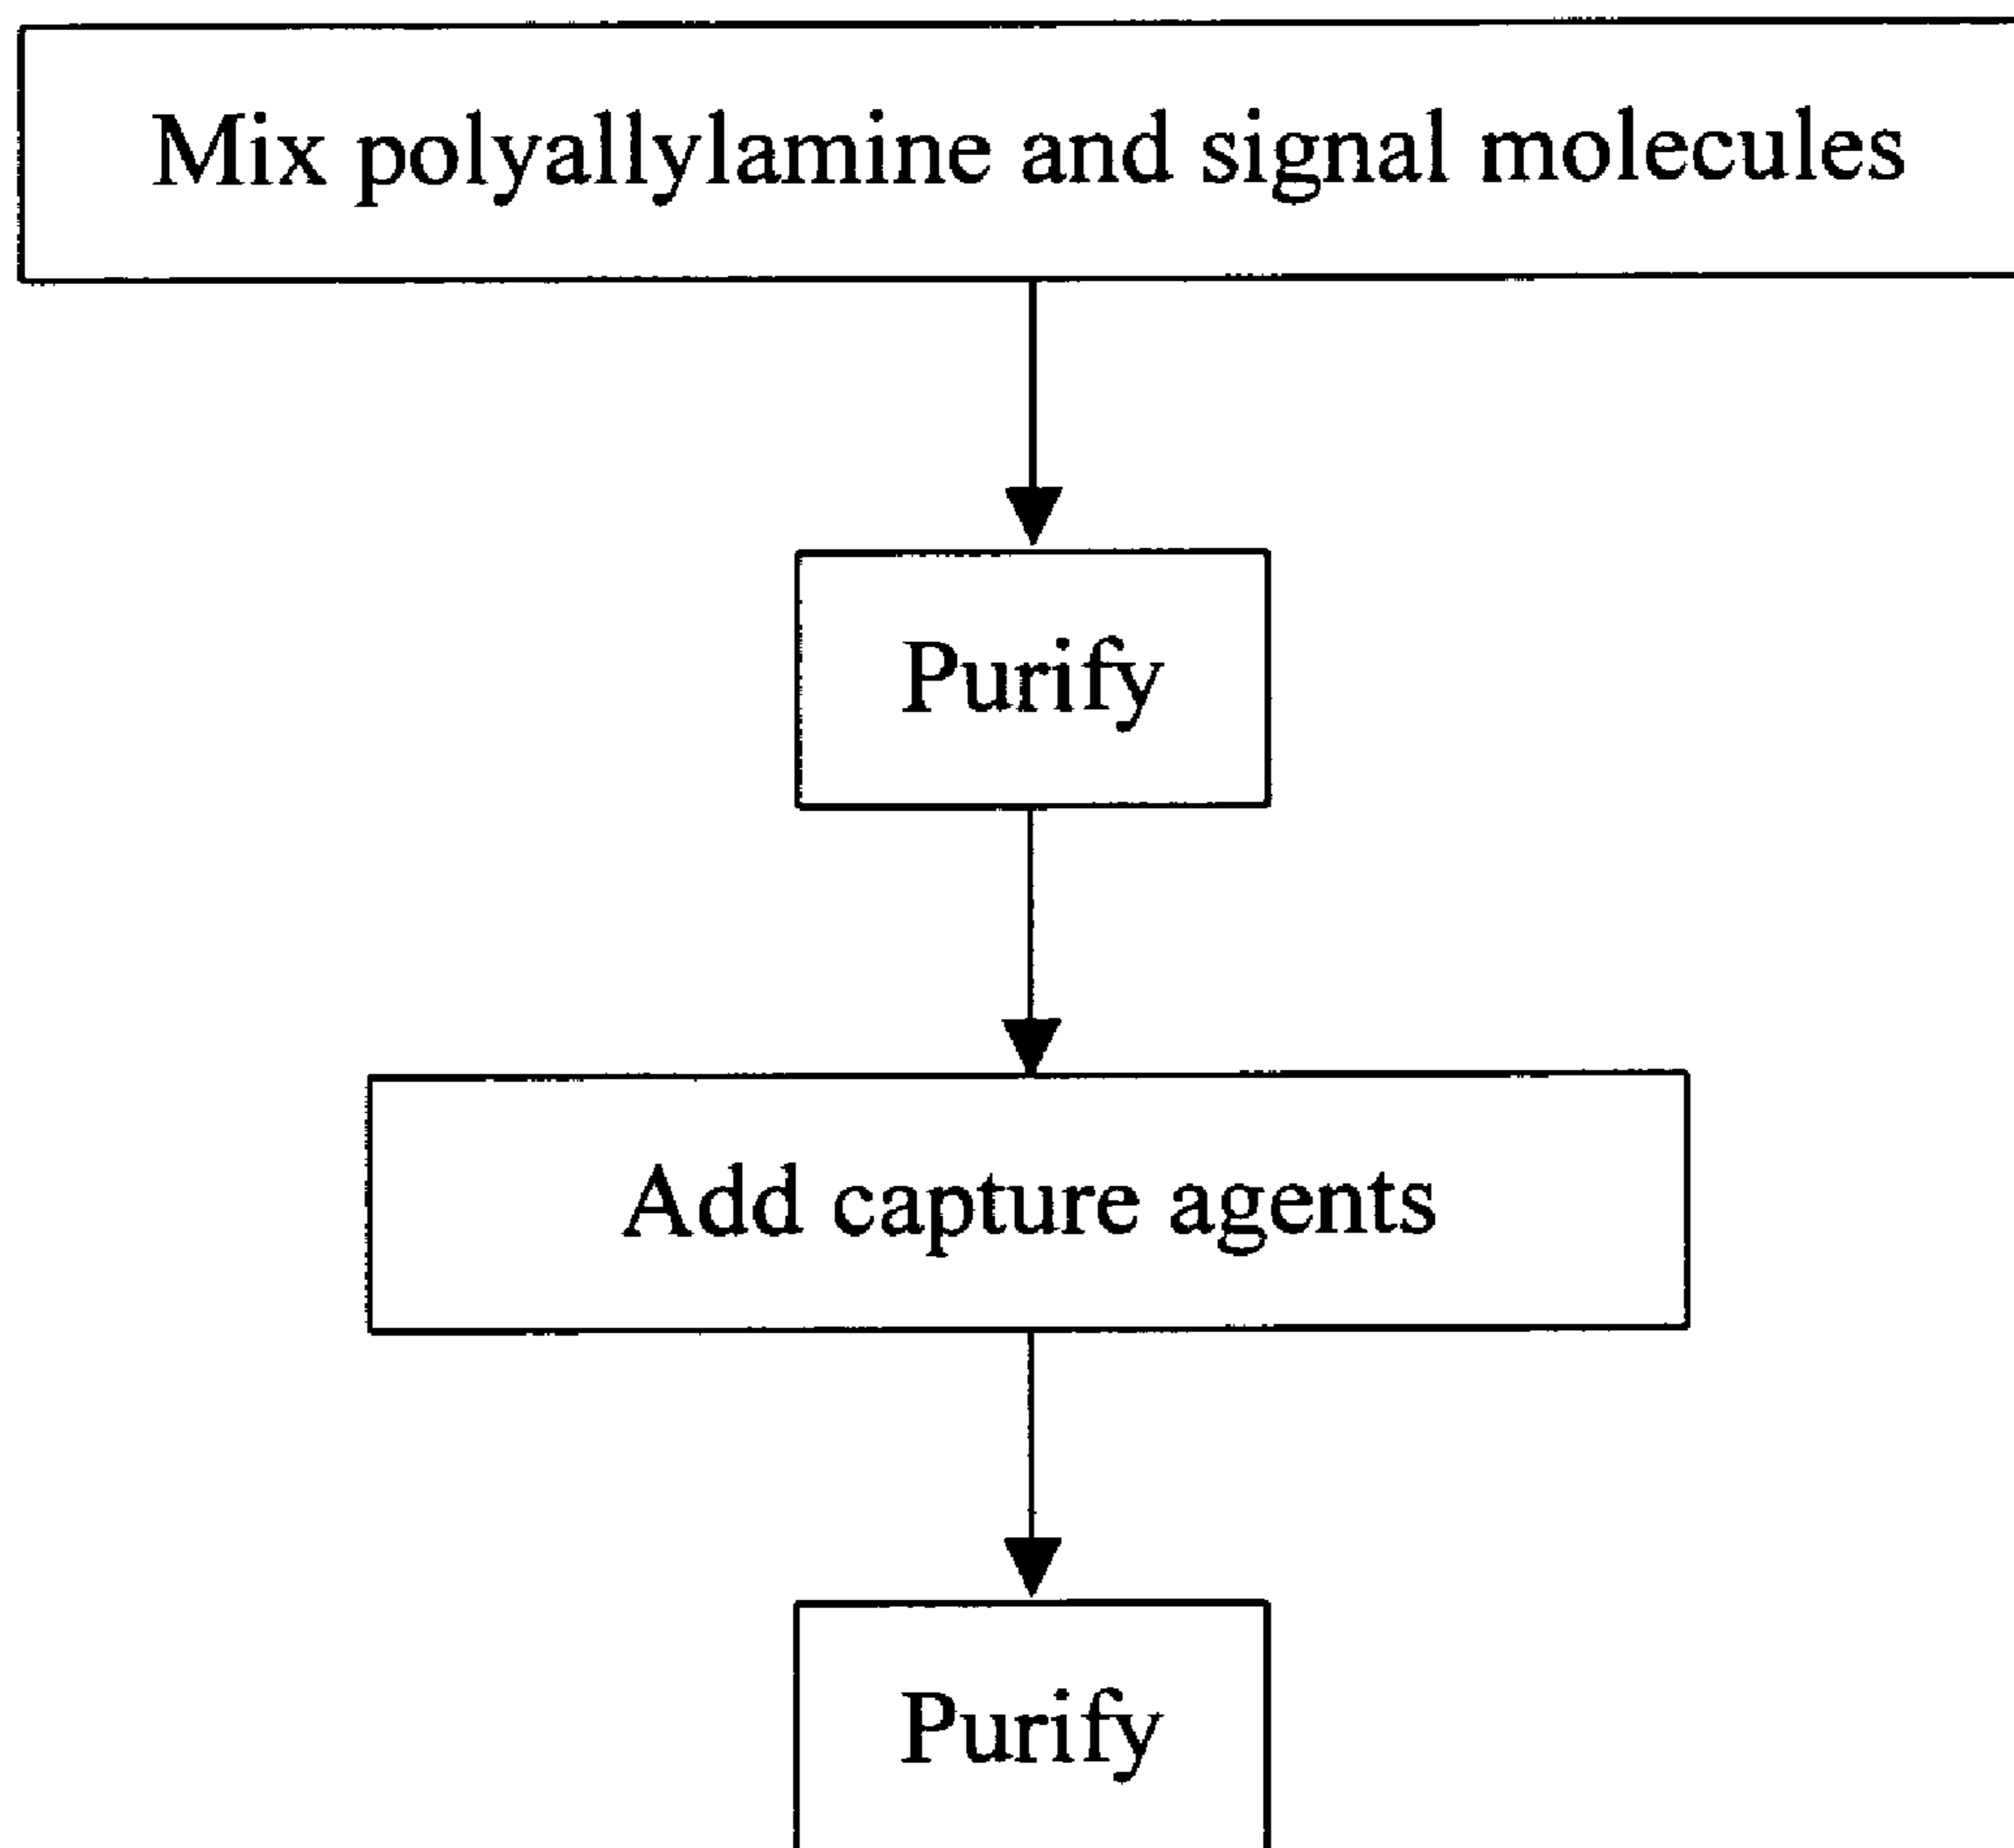 Mix polyallylamine and signal molecules
Purify
Add capture agents
Purify